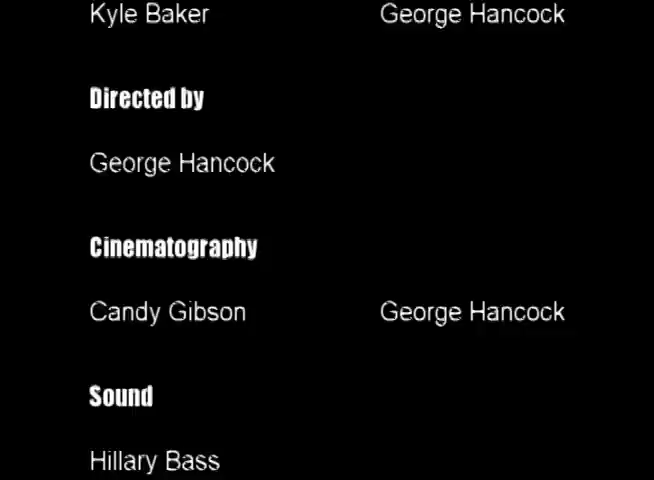 Kyle Baker George Hancock
Directed by
George Hancock
Cinematography
Candy Gibson George Hancock
Sound
Hillary Bass